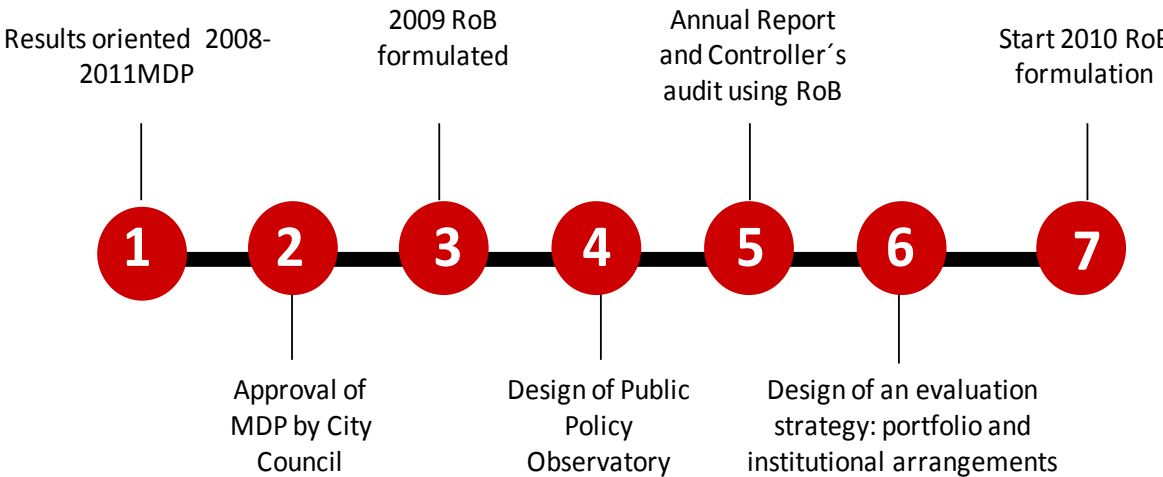 Results oriented 2008-
2011MDP
2009 RoB
formulated
Annual Report
and Controller´s
audit using RoB
Start 2010 RoB
formulation
1
2
3
4
5
6
7
Approval of
MDP by City
Council
Design of Public
Policy
Observatory
Design of an evaluation
strategy: portfolio and
institutional arrangements